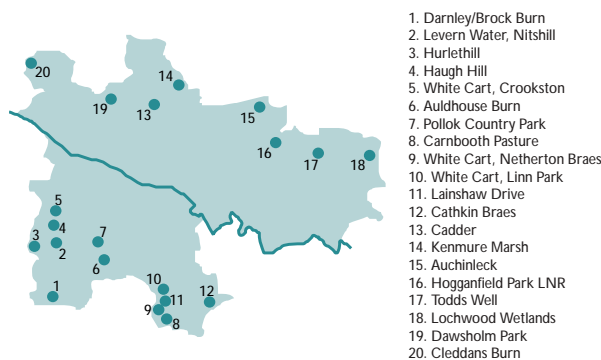 20
14
19
13
15
16
17
18
5
4
3
2
7
6
1
10
11
9
8
12
1. Darnley/Brock Burn
2. Levern Water, Nitshill
3. Hurlethill
4. Haugh Hill
5. White Cart, Crookston
6. Auldhouse Burn
7. Pollok Country Park
8. Carnbooth Pasture
9. White Cart, Netherton Braes
10. White Cart, Linn Park
11. Lainshaw Drive
12. Cathkin Braes
13. Cadder
14. Kenmure Marsh
15. Auchinleck
16. Hogganfield Park LNR
17. Todds Well
18. Lochwood Wetlands
19. Dawsholm Park
20. Cleddans Burn